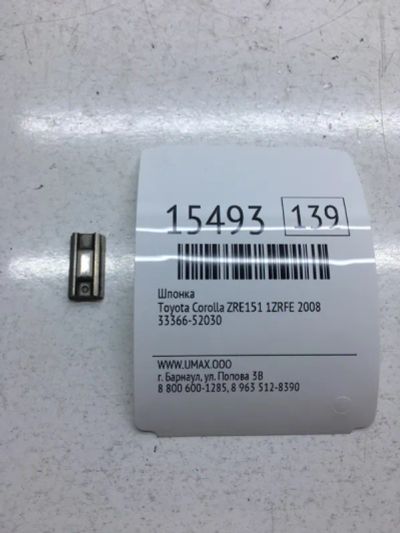 15493 139
Шпонка
Toyota Corolla ZRE151 1ZRFE 2008
33366-52030
WWW.UMAX.OOO
г. Барнаул, ул. Попова 3В
8 800 600-1285, 8 963 512-8390